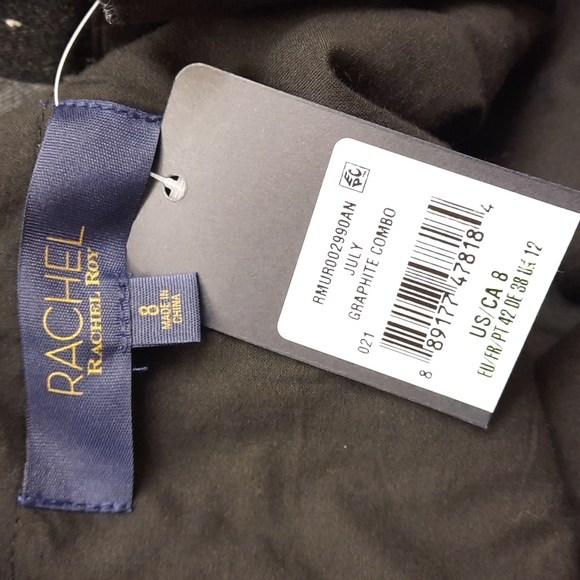 RACHEL
RACHEL ROY
8
MADE IN
CHINA
RMUR002990AN
JULY
GRAPHITE COMBO
021
8 89177 47818 4
US/CA 8
EU/FR/PT 42 DE 38 UK 12